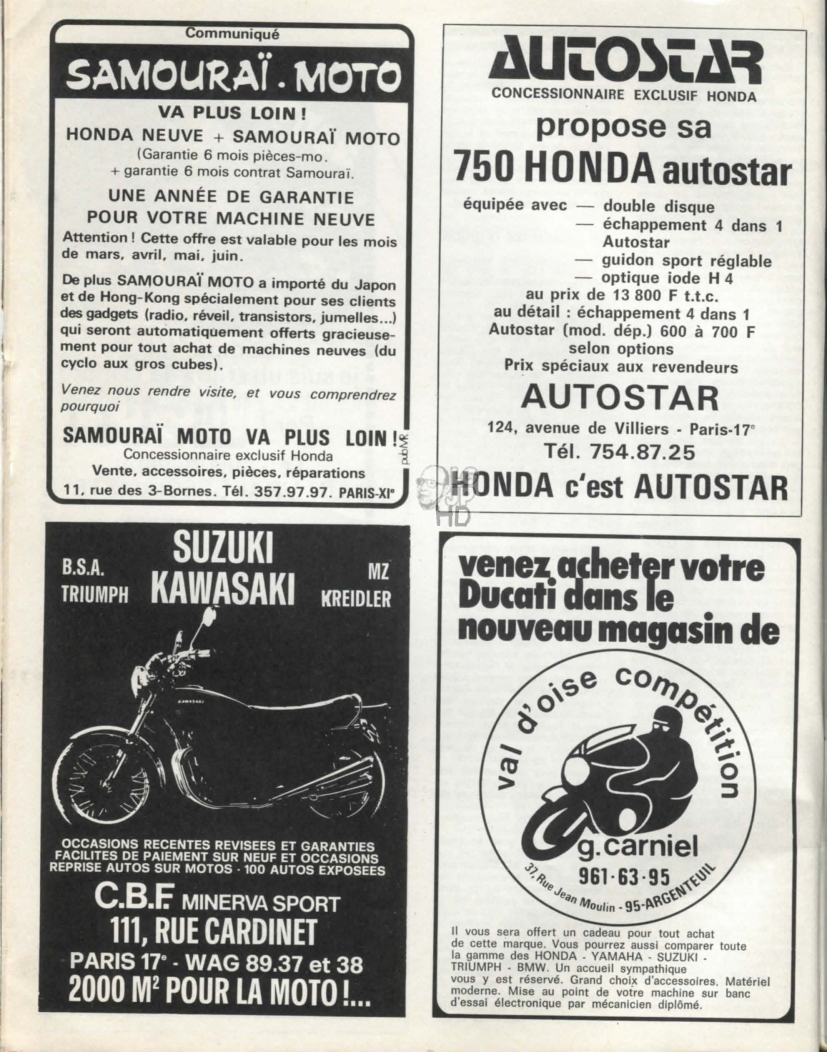 Communiqué
SAMOURAÏ . MOTO
VA PLUS LOIN !
HONDA NEUVE + SAMOURAÏ MOTO
(Garantie 6 mois pièces-mo.
+ garantie 6 mois contrat Samouraï.
UNE ANNÉE DE GARANTIE
POUR VOTRE MACHINE NEUVE
Attention ! Cette offre est valable pour les mois
de mars, avril, mai, juin.
De plus SAMOURAÏ MOTO a importé du Japon
et de Hong-Kong spécialement pour ses clients
des gadgets (radio, réveil, transistors, jumelles...)
qui seront automatiquement offerts gracieuse-
ment pour tout achat de machines neuves (du
cyclo aux gros cubes).
Venez nous rendre visite, et vous comprendrez
pourquoi
SAMOURAÏ MOTO VA PLUS LOIN !
Concessionnaire exclusif Honda
Vente, accessoires, pièces, réparations
11, rue des 3-Bornes. Tél. 357.97.97. PARIS-XIe
pub MR
AUTOSTAR
CONCESSIONNAIRE EXCLUSIF HONDA
propose sa
750 HONDA autostar
équipée avec — double disque
— échappement 4 dans 1
Autostar
— guidon sport réglable
— optique iode H 4
au prix de 13 800 F t.t.c.
au détail : échappement 4 dans 1
Autostar (mod. dép.) 600 à 700 F
selon options
Prix spéciaux aux revendeurs
AUTOSTAR
124, avenue de Villiers - Paris-17e
Tél. 754.87.25
HONDA c'est AUTOSTAR
HD
B.S.A.
TRIUMPH
SUZUKI
KAWASAKI
MZ
KREIDLER
KAWASAKI
OCCASIONS RECENTES REVISEES ET GARANTIES
FACILITES DE PAIEMENT SUR NEUF ET OCCASIONS
REPRISE AUTOS SUR MOTOS - 100 AUTOS EXPOSEES
C.B.F MINERVA SPORT
111, RUE CARDINET
PARIS 17e - WAG 89.37 et 38
2000 M² POUR LA MOTO !...
venez acheter votre
Ducati dans le
nouveau magasin de
val d'oise compétition
g.carniel
961·63·95
37, Rue Jean Moulin - 95-ARGENTEUIL
Il vous sera offert un cadeau pour tout achat
de cette marque. Vous pourrez aussi comparer toute
la gamme des HONDA - YAMAHA - SUZUKI -
TRIUMPH - BMW. Un accueil sympathique
vous y est réservé. Grand choix d'accessoires. Matériel
moderne. Mise au point de votre machine sur banc
d'essai électronique par mécanicien diplômé.